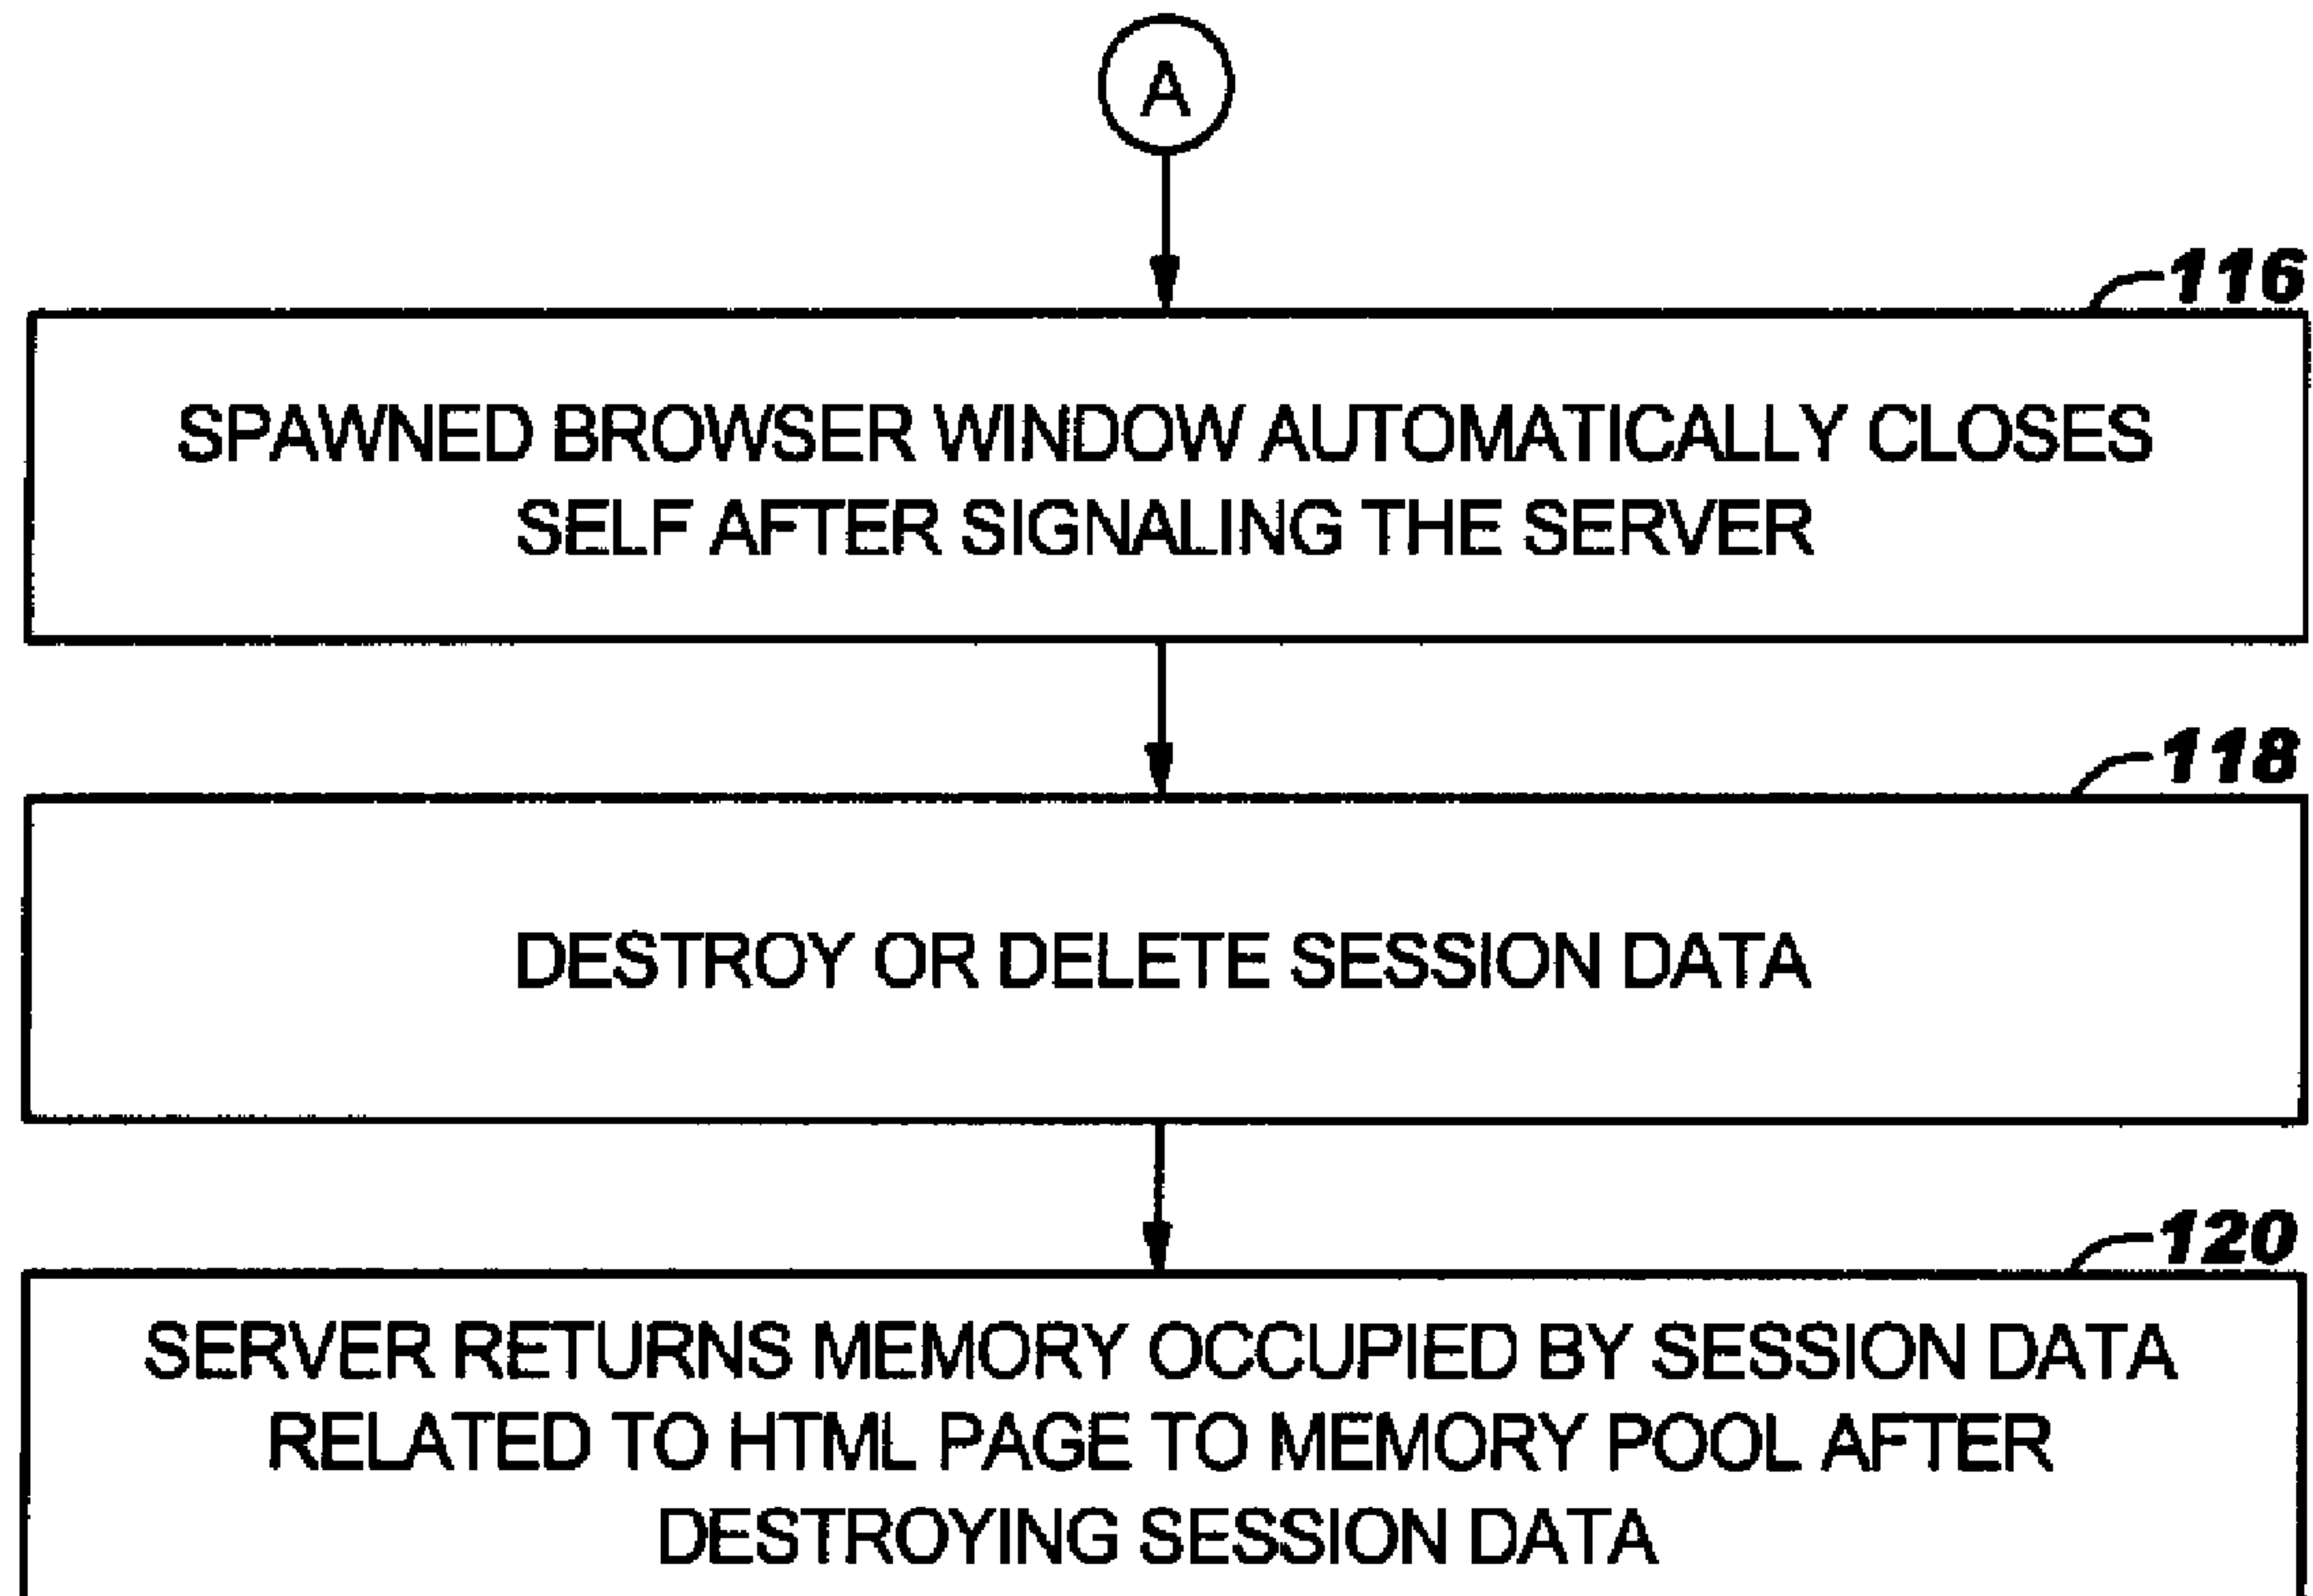 A
116
SPAWNED BROWSER WINDOW AUTOMATICALLY CLOSES
SELF AFTER SIGNALING THE SERVER
118
DESTROY OR DELETE SESSION DATA
120
SERVER RETURNS MEMORY OCCUPIED BY SESSION DATA
RELATED TO HTML PAGE TO MEMORY POOL AFTER
DESTROYING SESSION DATA